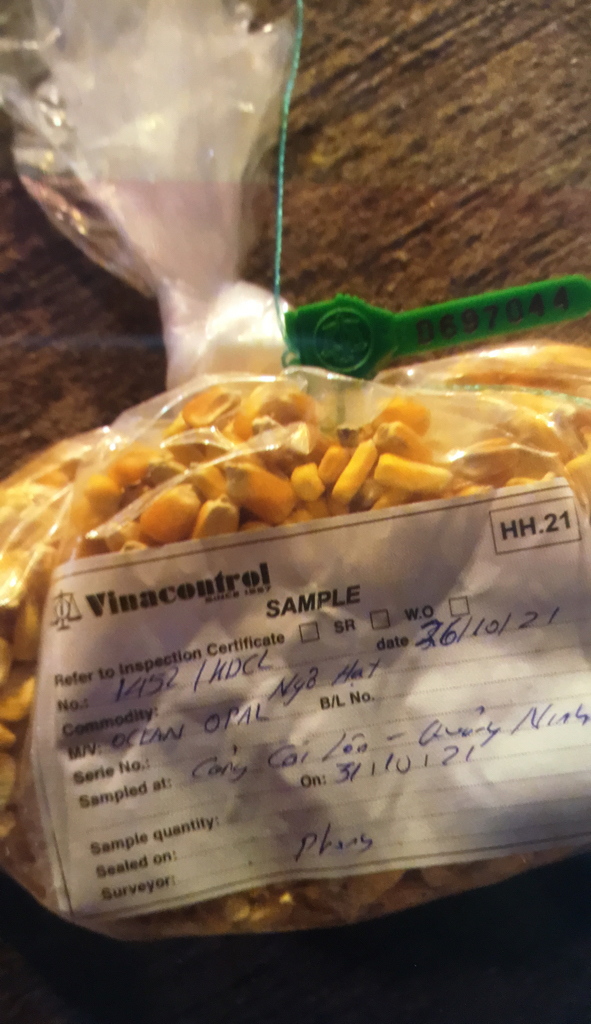 D697044
HH.21
Vinacontrol
SINCE 1957
SAMPLE
Refer to Inspection Certificate SR W.O
No.: 1452 / KDCL date 26/10/21
Commodity: Ngô Hạt
M/V: OCEAN OPAL B/L No.
Serie No.:
Sampled at: Cảng Cái Lân - Quảng Ninh
On: 31/10/21
Sample quantity:
Sealed on:
Surveyor: